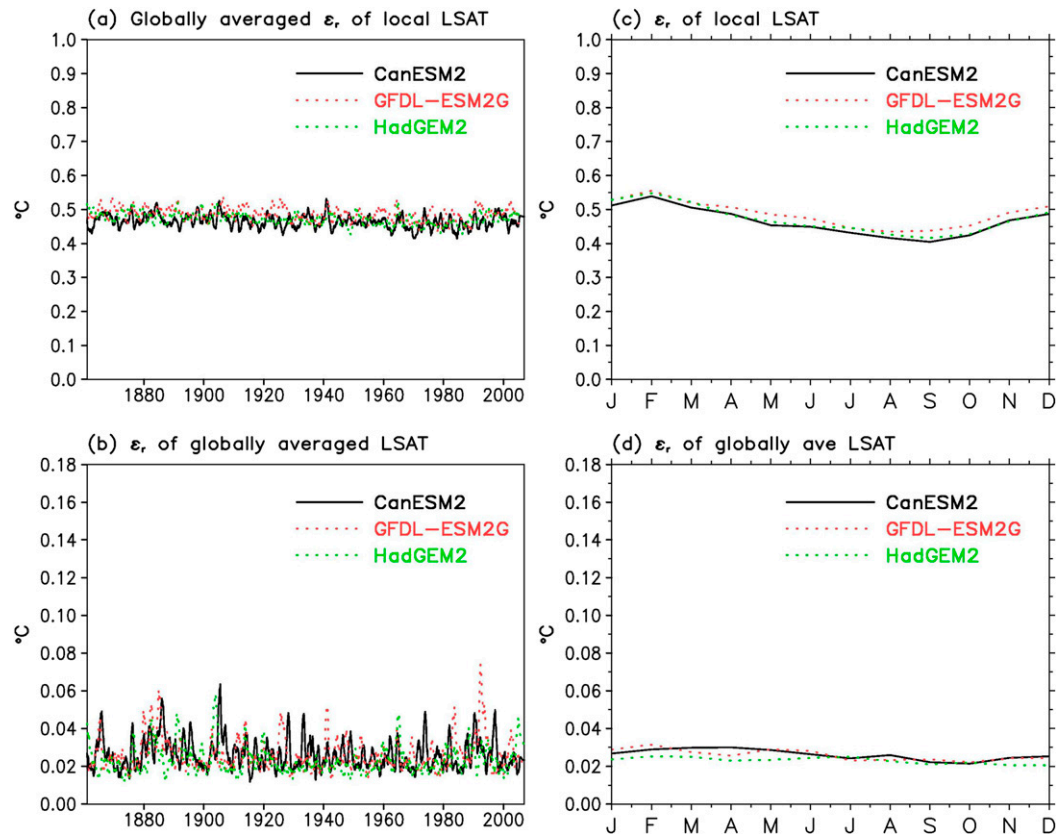 (a) Globally averaged εr of local LSAT
1.0
0.9
0.8
0.7
0.6
0.5
0.4
0.3
0.2
0.1
0.0
°C
CanESM2
GFDL−ESM2G
HadGEM2
1880 1900 1920 1940 1960 1980 2000
(c) εr of local LSAT
1.0
0.9
0.8
0.7
0.6
0.5
0.4
0.3
0.2
0.1
0.0
°C
CanESM2
GFDL−ESM2G
HadGEM2
J F M A M J J A S O N D
(b) εr of globally averaged LSAT
0.18
0.16
0.14
0.12
0.10
0.08
0.06
0.04
0.02
0.00
°C
CanESM2
GFDL−ESM2G
HadGEM2
1880 1900 1920 1940 1960 1980 2000
(d) εr of globally ave LSAT
0.18
0.16
0.14
0.12
0.10
0.08
0.06
0.04
0.02
0.00
°C
CanESM2
GFDL−ESM2G
HadGEM2
J F M A M J J A S O N D